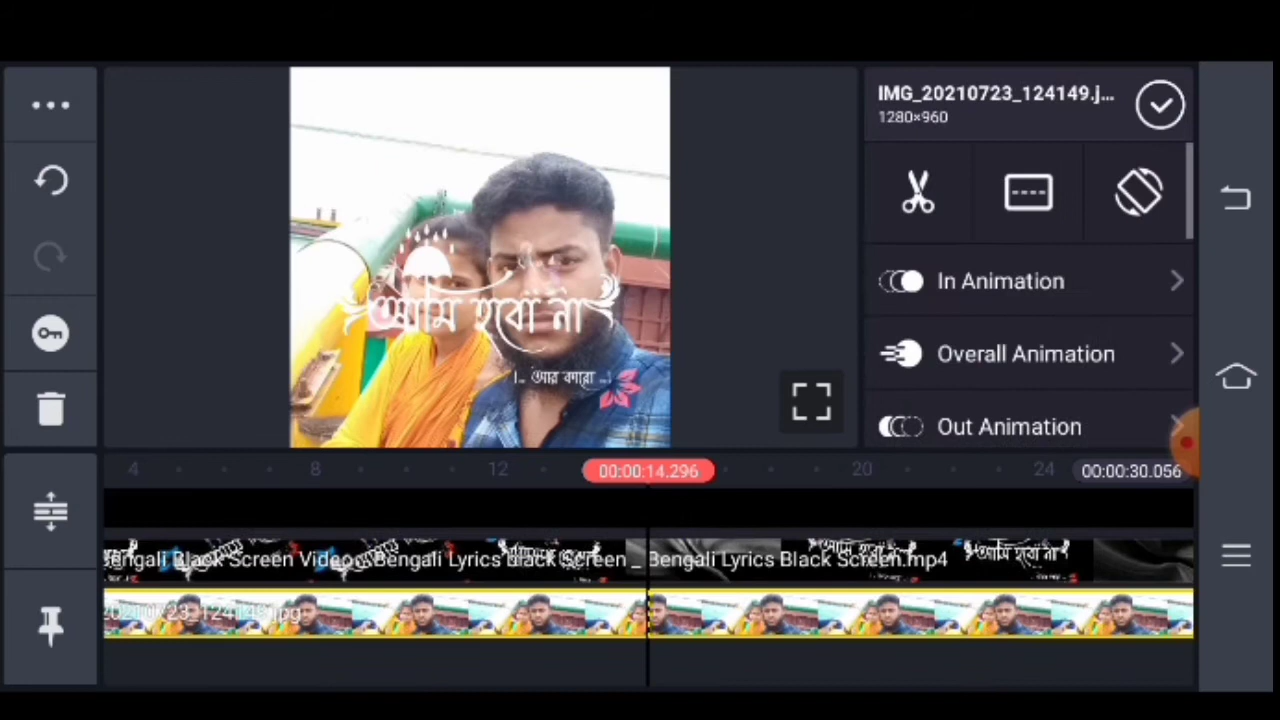 IMG_20210723_124149.j...
1280×960
In Animation
Overall Animation
Out Animation
আমি হবো না
!.. আর কারো ..!
4 8 12 00:00:14.296 20 24 00:00:30.056
Bengali Black Screen Video Bengali Lyrics Black Screen _ Bengali Lyrics Black Screen.mp4
20210723_124149.jpg